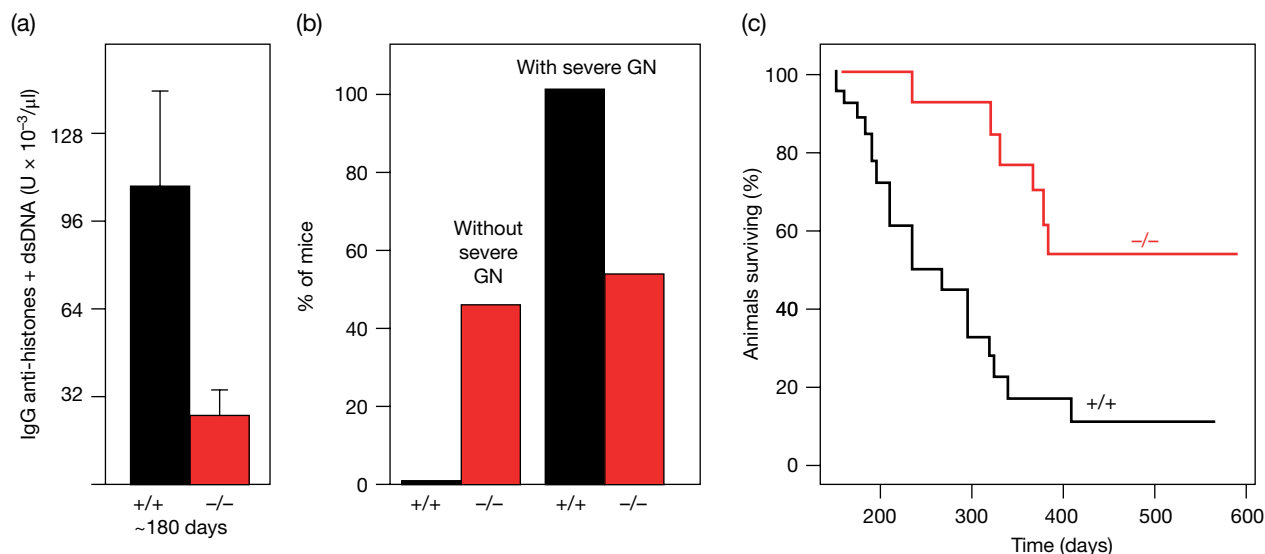 (a)
IgG anti-histones + dsDNA (U × 10⁻³/μl)
128
96
64
32
+/+
–/–
~180 days
(b)
% of mice
100
80
60
40
20
0
Without
severe
GN
With severe GN
+/+
–/–
+/+
–/–
(c)
Animals surviving (%)
100
80
60
40
20
0
–/–
+/+
200
300
400
500
600
Time (days)